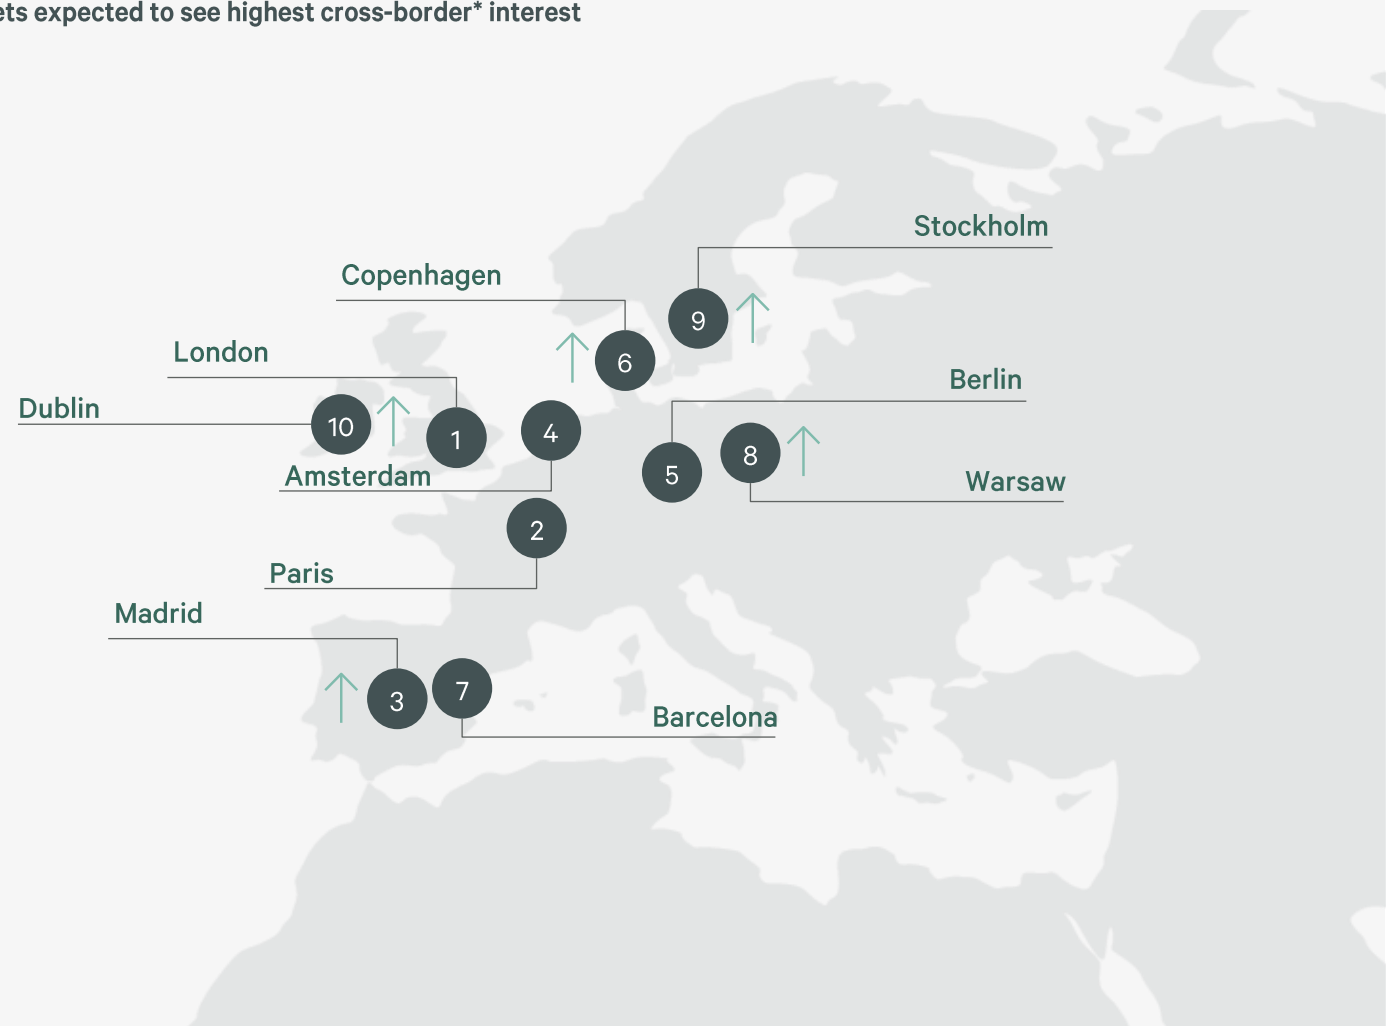 expected to see highest cross-border* interest
Stockholm
Copenhagen
9
London
6
Berlin
Dublin
10
1
4
8
5
Amsterdam
Warsaw
2
Paris
Madrid
3
7
Barcelona